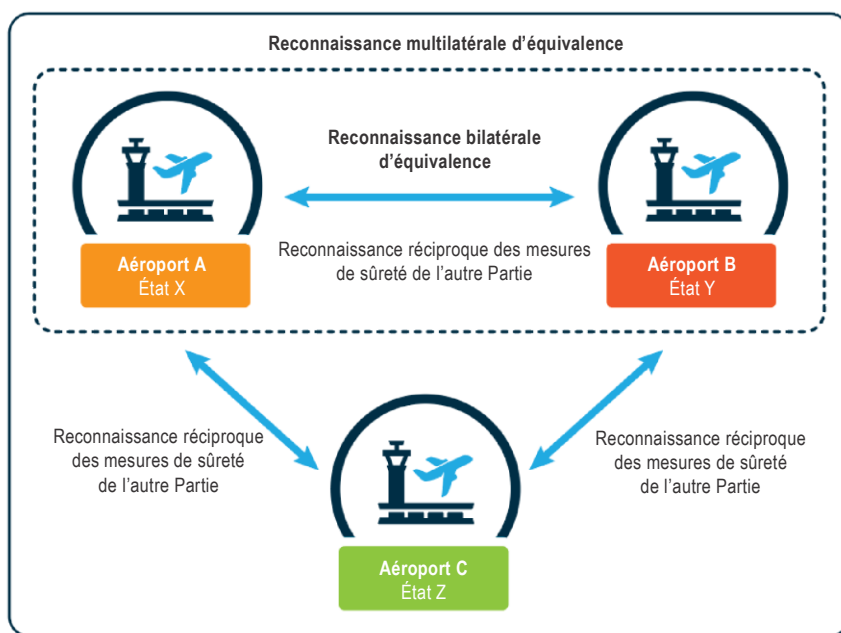 Reconnaissance multilatérale d’équivalence
Reconnaissance bilatérale
d’équivalence
Reconnaissance réciproque des mesures
de sûreté de l’autre Partie
Aéroport A
État X
Aéroport B
État Y
Reconnaissance réciproque
des mesures de sûreté
de l’autre Partie
Reconnaissance réciproque
des mesures de sûreté
de l’autre Partie
Aéroport C
État Z